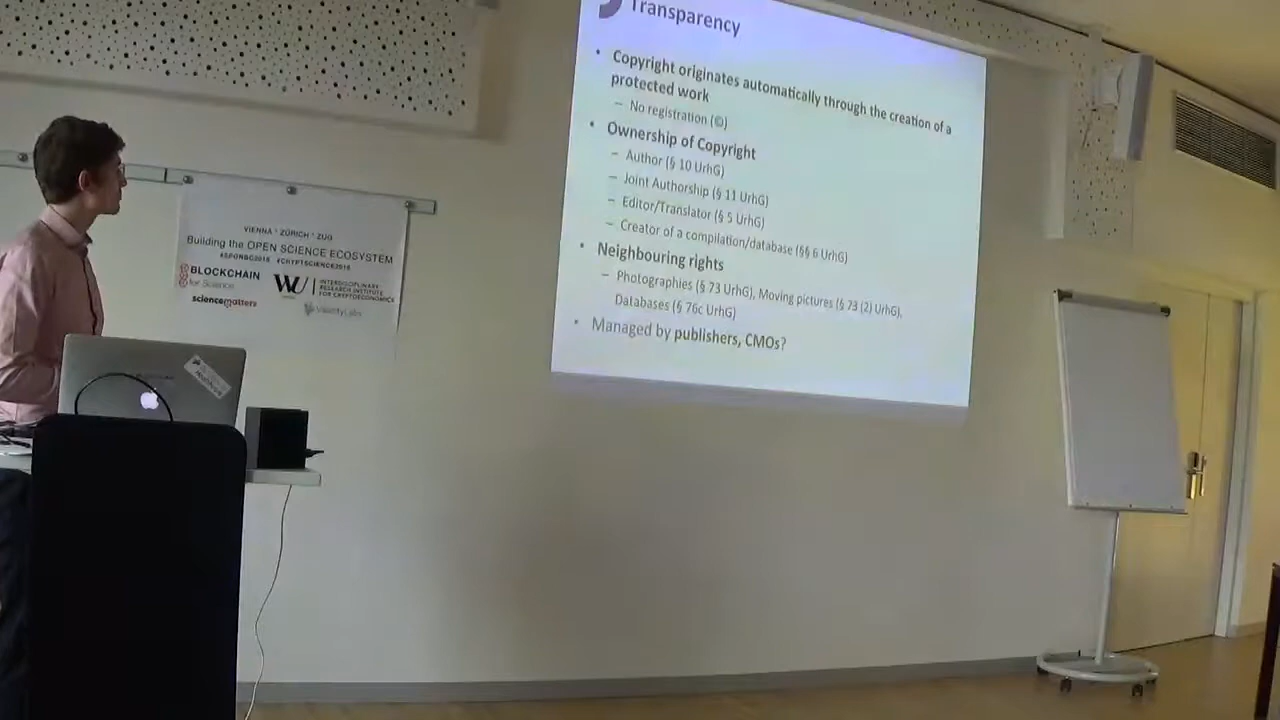 Transparency
• Copyright originates automatically through the creation of a
protected work
– No registration (©)
• Ownership of Copyright
– Author (§ 10 UrhG)
– Joint Authorship (§ 11 UrhG)
– Editor/Translator (§ 5 UrhG)
– Creator of a compilation/database (§§ 6 UrhG)
• Neighbouring rights
– Photographies (§ 73 UrhG), Moving pictures (§ 73 (2) UrhG),
Databases (§ 76c UrhG)
• Managed by publishers, CMOs?
VIENNA * ZÜRICH * ZUG
Building the OPEN SCIENCE ECOSYSTEM
#SFONBC2018 #CRYPTSCIENCE2018
BLOCKCHAIN
for Science
WU
INTERDISCIPLINARY
RESEARCH INSTITUTE
FOR CRYPTOECONOMICS
sciencematters